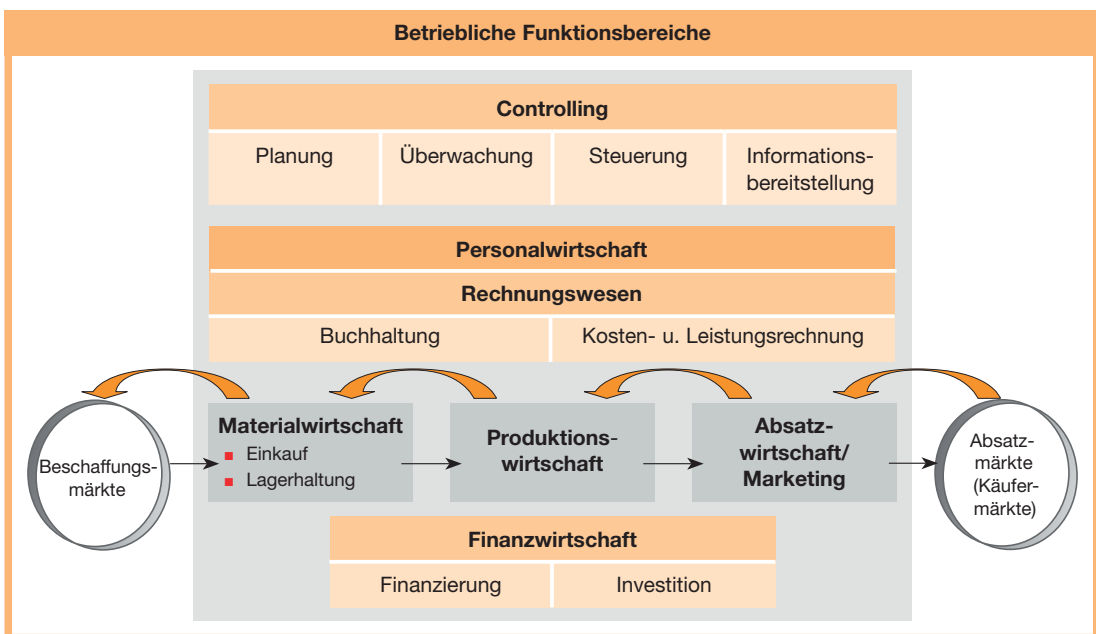 Betriebliche Funktionsbereiche
Controlling
Planung
Überwachung
Steuerung
Informations-
bereitstellung
Personalwirtschaft
Rechnungswesen
Buchhaltung
Kosten- u. Leistungsrechnung
Beschaffungs-
märkte
Materialwirtschaft
Einkauf
Lagerhaltung
Produktions-
wirtschaft
Absatz-
wirtschaft/
Marketing
Absatz-
märkte
(Käufer-
märkte)
Finanzwirtschaft
Finanzierung
Investition